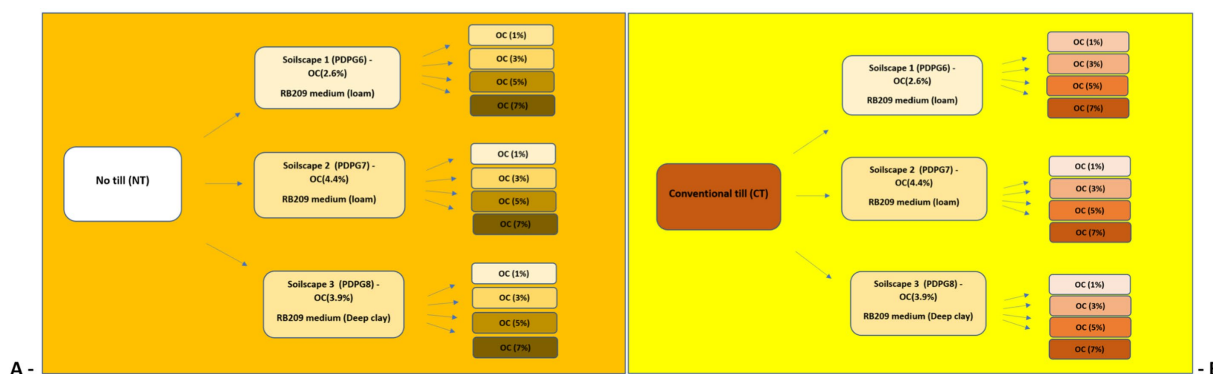 No till (NT)
Soilscape 1 (PDPG6) -
OC(2.6%)
RB209 medium (loam)
OC (1%)
OC (3%)
OC (5%)
OC (7%)
Soilscape 2 (PDPG7) -
OC(4.4%)
RB209 medium (loam)
OC (1%)
OC (3%)
OC (5%)
OC (7%)
Soilscape 3 (PDPG8) -
OC(3.9%)
RB209 medium (Deep clay)
OC (1%)
OC (3%)
OC (5%)
OC (7%)
A -
Conventional till (CT)
Soilscape 1 (PDPG6) -
OC(2.6%)
RB209 medium (loam)
OC (1%)
OC (3%)
OC (5%)
OC (7%)
Soilscape 2 (PDPG7) -
OC(4.4%)
RB209 medium (loam)
OC (1%)
OC (3%)
OC (5%)
OC (7%)
Soilscape 3 (PDPG8) -
OC(3.9%)
RB209 medium (Deep clay)
OC (1%)
OC (3%)
OC (5%)
OC (7%)
-